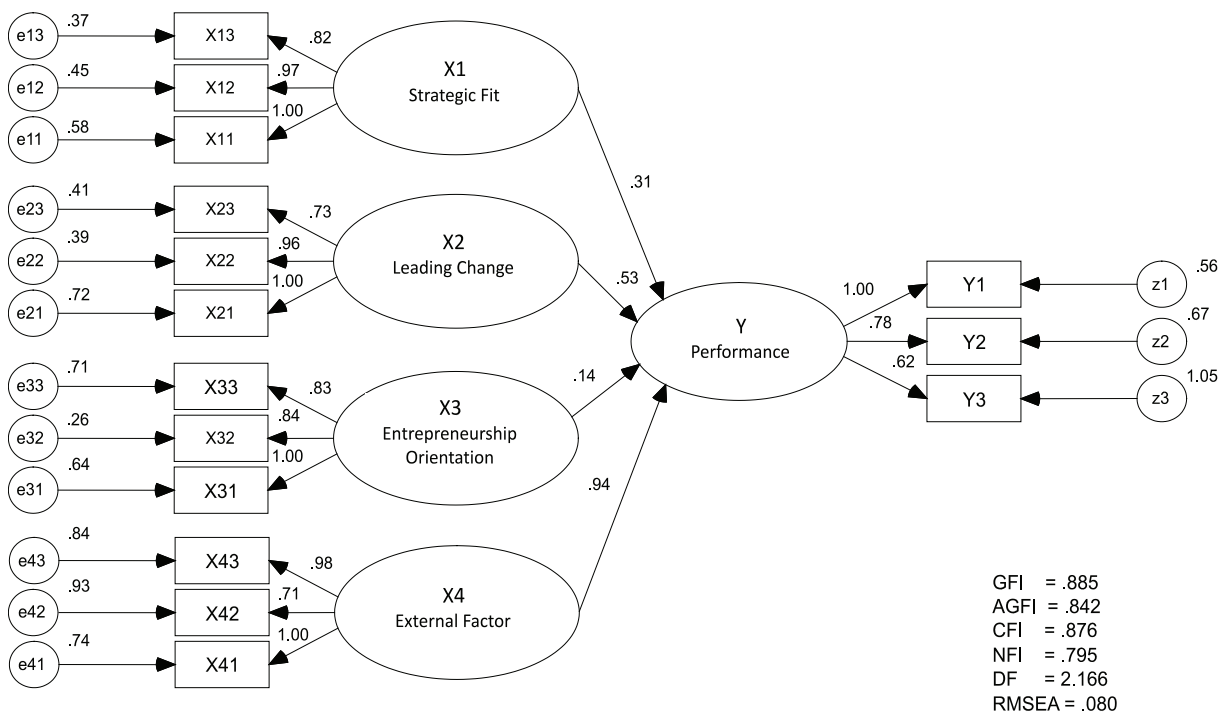 .37
e13
X13
.82
.45
e12
X12
.97
.58
e11
X11
1.00
X1
Strategic Fit
.31
.41
e23
X23
.73
.39
e22
X22
.96
.72
e21
X21
1.00
X2
Leading Change
.53
.71
e33
X33
.83
.26
e32
X32
.84
.64
e31
X31
1.00
X3
Entrepreneurship
Orientation
.14
.84
e43
X43
.98
.93
e42
X42
.71
.74
e41
X41
1.00
X4
External Factor
.94
Y
Performance
1.00
Y1
z1
.56
.78
Y2
z2
.67
.62
Y3
z3
1.05
GFI = .885
AGFI = .842
CFI = .876
NFI = .795
DF = 2.166
RMSEA = .080